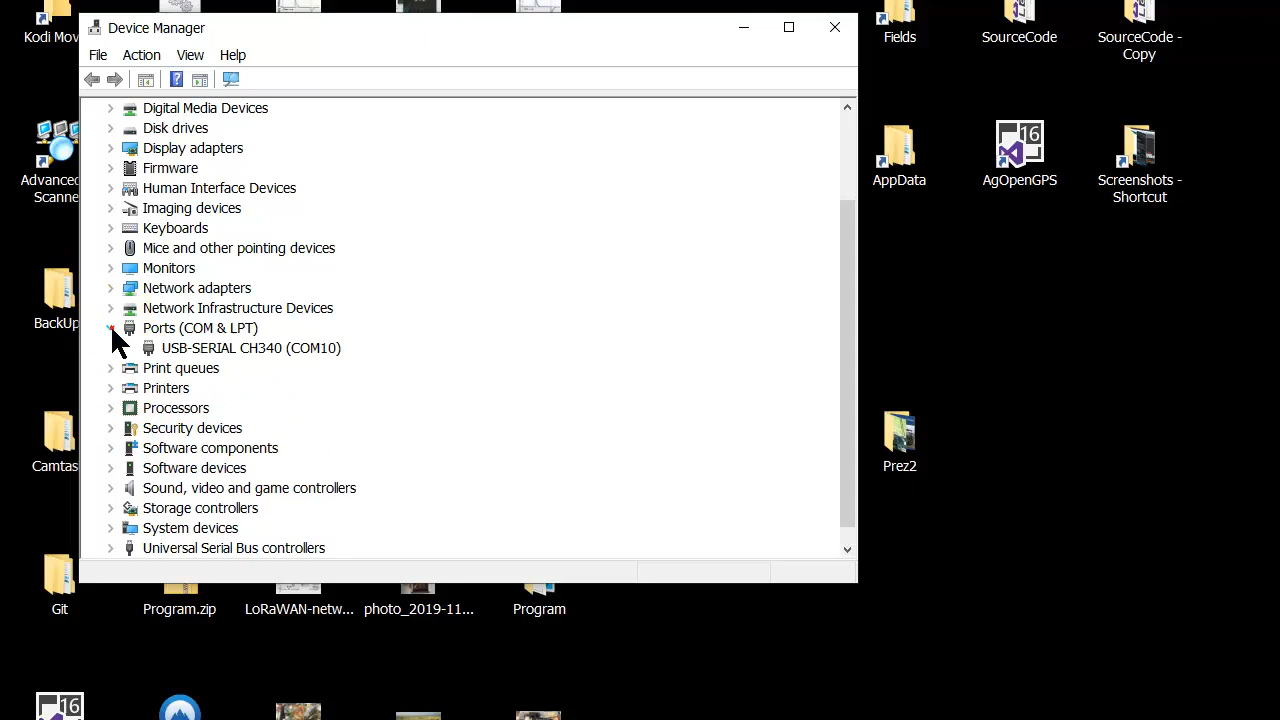 Kodi Mov
Device Manager
File Action View Help
Digital Media Devices
Disk drives
Display adapters
Firmware
Human Interface Devices
Imaging devices
Keyboards
Mice and other pointing devices
Monitors
Network adapters
Network Infrastructure Devices
Ports (COM & LPT)
USB-SERIAL CH340 (COM10)
Print queues
Printers
Processors
Security devices
Software components
Software devices
Sound, video and game controllers
Storage controllers
System devices
Universal Serial Bus controllers
Fields
SourceCode
SourceCode -
Copy
Advanced
Scanne
AppData
16
AgOpenGPS
Screenshots -
Shortcut
BackUp
Camtas
Prez2
Git
Program.zip
LoRaWAN-netw...
photo_2019-11...
Program
16